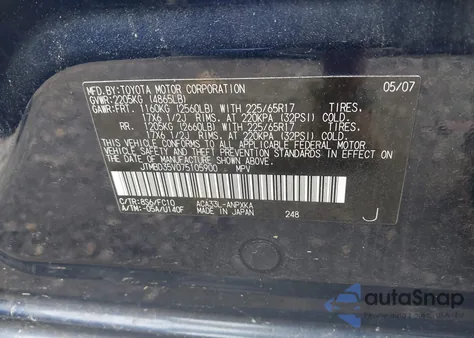 MFD.BY:TOYOTA MOTOR CORPORATION 05/07
GVWR:2205KG (4865LB)
GAWR:FRT. 1160KG (2560LB) WITH 225/65R17 TIRES.
17X6 1/2J RIMS, AT 220KPA (32PSI) COLD.
RR. 1205KG (2660LB) WITH 225/65R17 TIRES.
17X6 1/2J RIMS, AT 220KPA (32PSI) COLD.
THIS VEHICLE CONFORMS TO ALL APPLICABLE FEDERAL MOTOR
VEHICLE SAFETY, BUMPER, AND THEFT PREVENTION STANDARDS
IN EFFECT ON THE DATE OF MANUFACTURE SHOWN ABOVE.
JTMBD35V075105900 MPV
C/TR:8S6/FC10 ACA33L-ANPXKA
A/TM:-05A/U140F MADE IN JAPAN 248 J
autoSnap